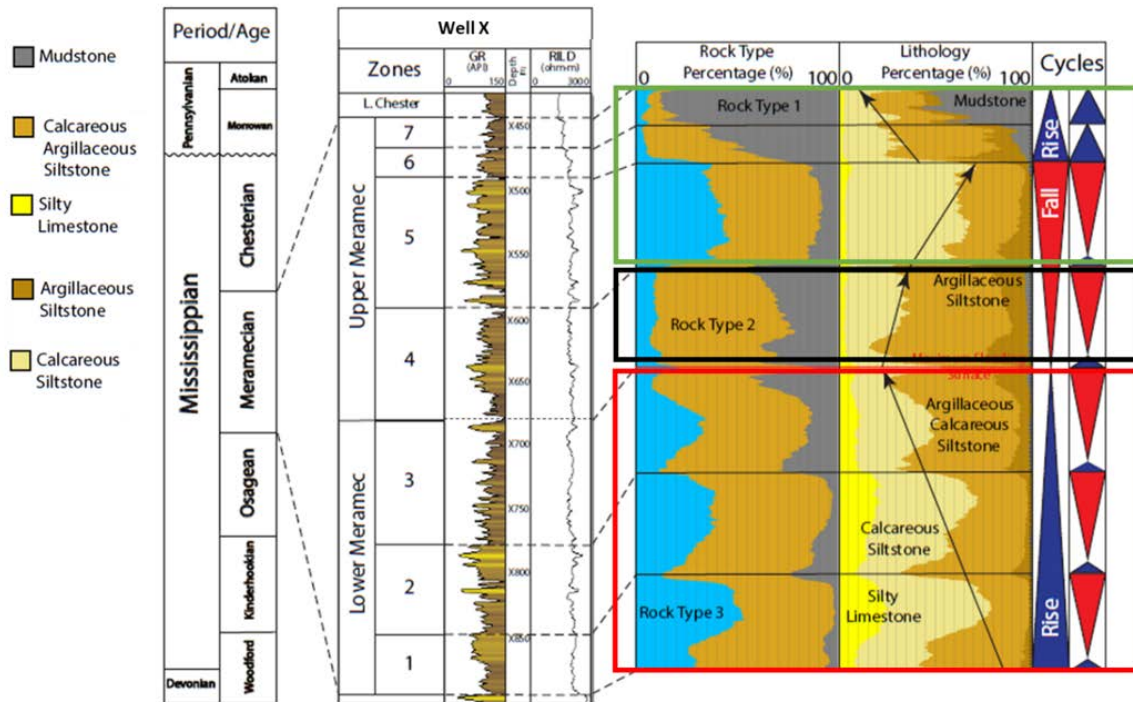 Mudstone
Calcareous
Argillaceous
Siltstone
Silty
Limestone
Argillaceous
Siltstone
Calcareous
Siltstone
Period/Age
Pennsylvanian
Atokan
Morrowan
Mississippian
Chesterian
Meramecian
Osagean
Kinderhookian
Devonian
Woodford
Well X
Zones
GR
(API)
0 150
Depth
RILD
(ohm-m)
0 3000
L. Chester
Upper Meramec
7
6
5
4
Lower Meramec
3
2
1
X450
X500
X550
X600
X650
X700
X750
X800
X850
Rock Type
Percentage (%)
0 100
Lithology
Percentage (%)
0 100
Cycles
Rock Type 1
Mudstone
Rise
Fall
Rock Type 2
Argillaceous
Siltstone
Surface
Argillaceous
Calcareous
Siltstone
Calcareous
Siltstone
Rock Type 3
Silty
Limestone
Rise